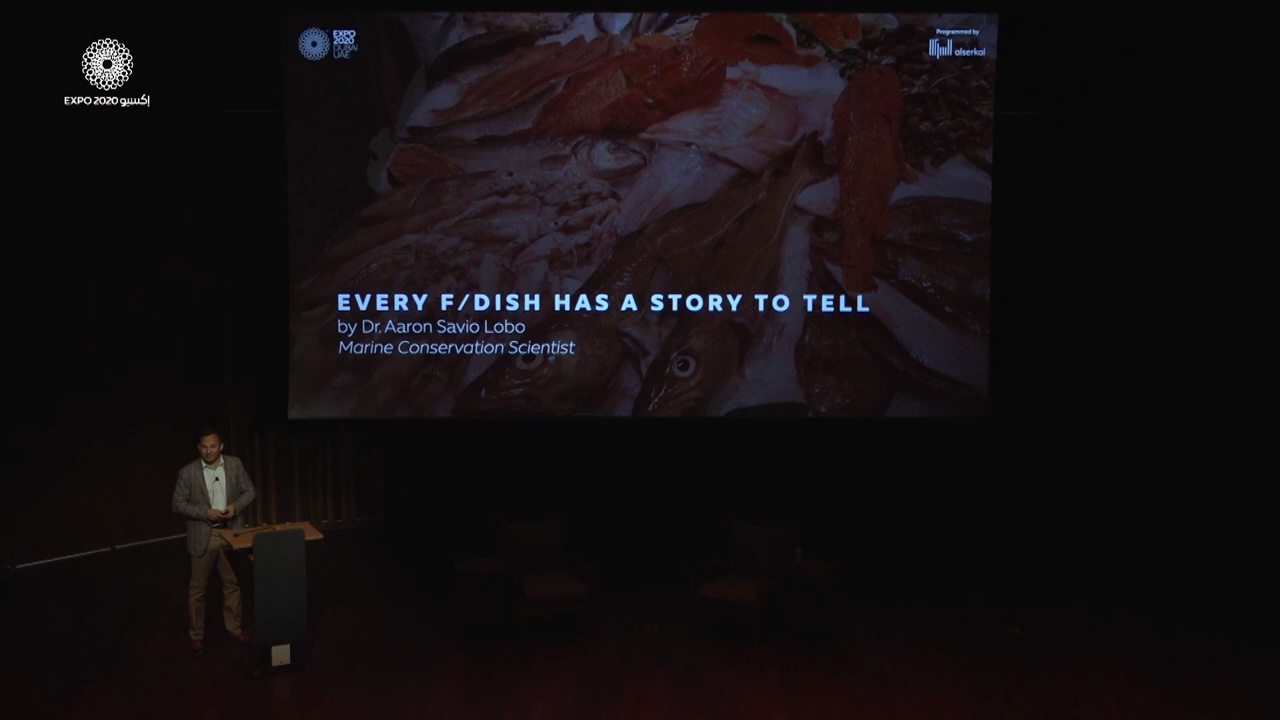 EXPO 2020 إكسبو
EXPO
2020
DUBAI
UAE
Programmed by
alserkal
EVERY F/DISH HAS A STORY TO TELL
by Dr. Aaron Savio Lobo
Marine Conservation Scientist